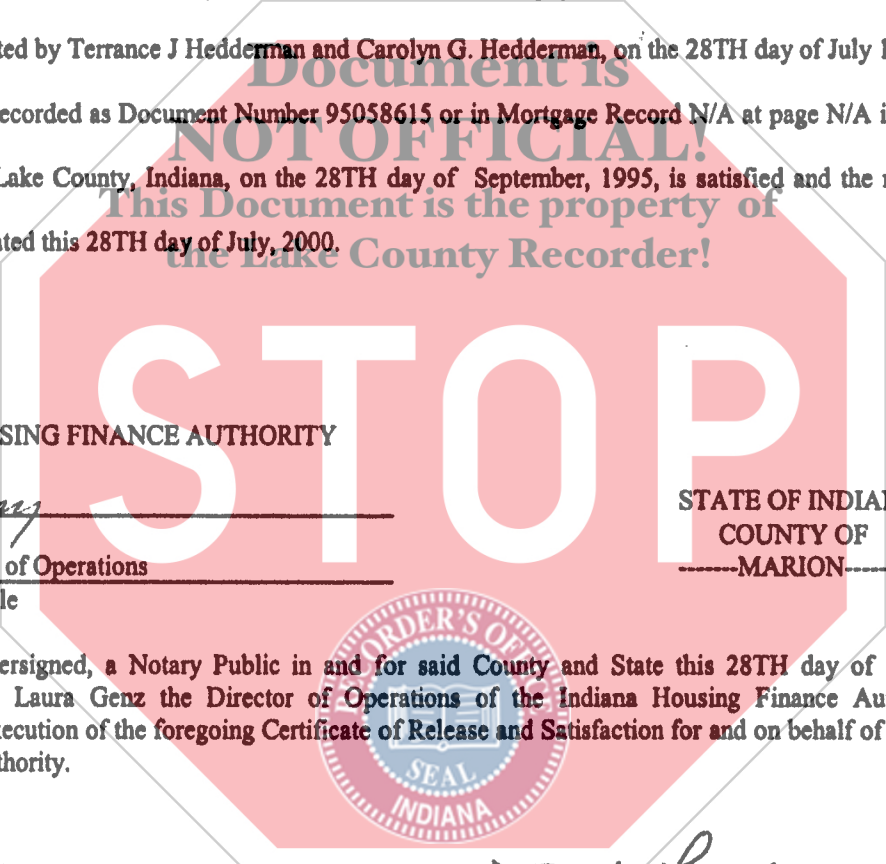 ted by Terrance J Hedderman and Carolyn G. Hedderman, on the 28TH day of July 1
Document is
ecorded as Document Number 95058615 or in Mortgage Record N/A at page N/A i
NOT OFFICIAL!
Lake County, Indiana, on the 28TH day of September, 1995, is satisfied and the
This Document is the property of
ated this 28TH day of July, 2000.
the Lake County Recorder!
STOP
SING FINANCE AUTHORITY
STATE OF INDIAN
COUNTY OF
of Operations
-------MARION-----
le
RECORDER'S OFFICE
ersigned, a Notary Public in and for said County and State this 28TH day of
Laura Genz the Director of Operations of the Indiana Housing Finance Au
xecution of the foregoing Certificate of Release and Satisfaction for and on behalf of
thority.
SEAL
INDIANA